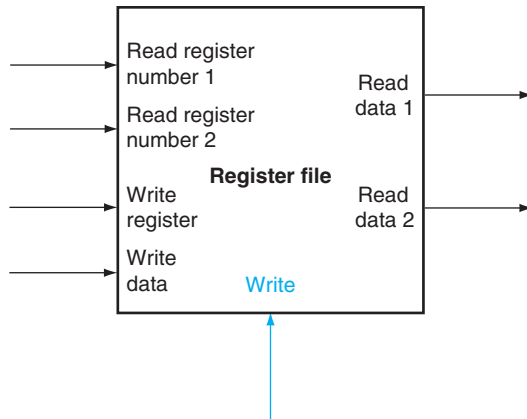 Read register
number 1
Read register
number 2
Register file
Write
register
Write
data
Read
data 1
Read
data 2
Write